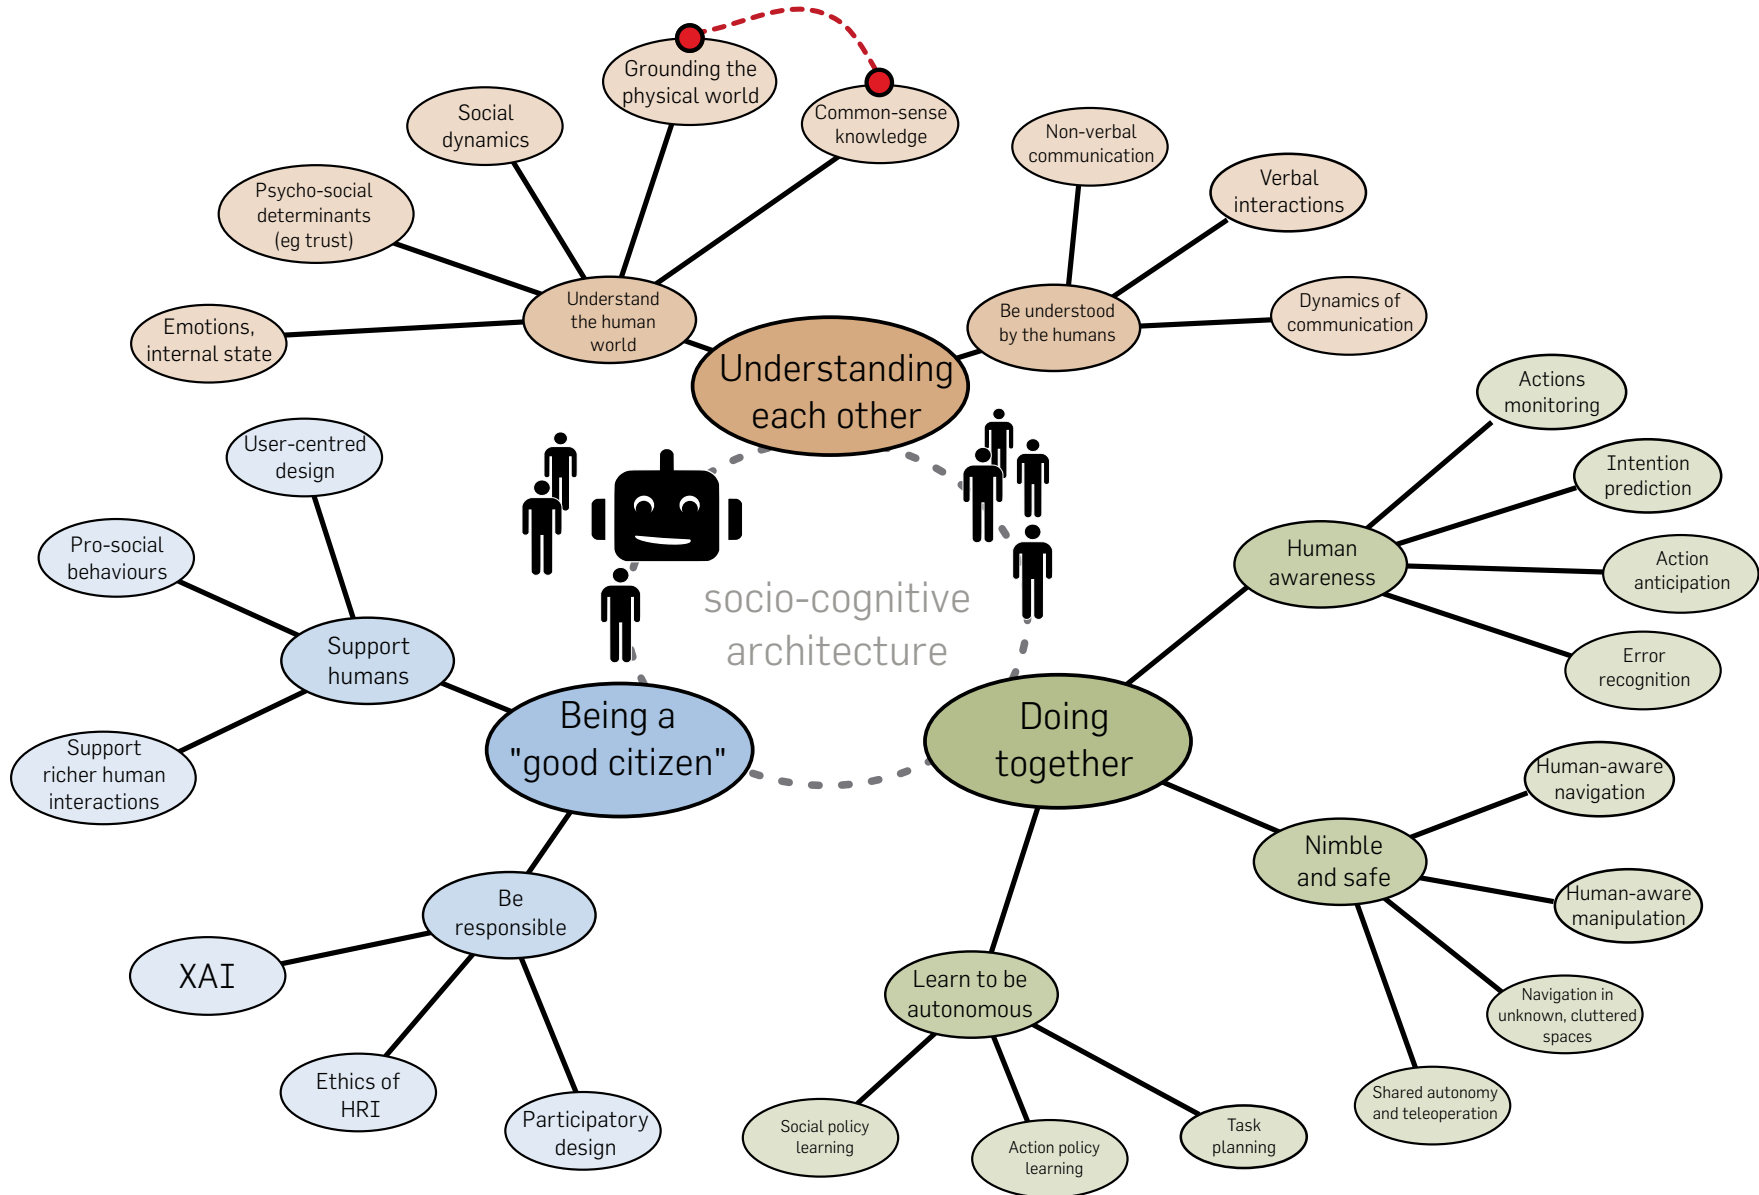 Grounding the
physical world
Common-sense
knowledge
Social
dynamics
Non-verbal
communication
Psycho-social
determinants
(eg trust)
Verbal
interactions
Emotions,
internal state
Understand
the human
world
Be understood
by the humans
Dynamics of
communication
Understanding
each other
Actions
monitoring
Intention
prediction
Action
anticipation
Error
recognition
Human
awareness
User-centred
design
Pro-social
behaviours
Support
humans
Support
richer human
interactions
socio-cognitive
architecture
Being a
"good citizen"
Doing
together
Human-aware
navigation
Nimble
and safe
Human-aware
manipulation
Navigation in
unknown, cluttered
spaces
Shared autonomy
and teleoperation
Be
responsible
XAI
Ethics of
HRI
Participatory
design
Learn to be
autonomous
Social policy
learning
Action policy
learning
Task
planning